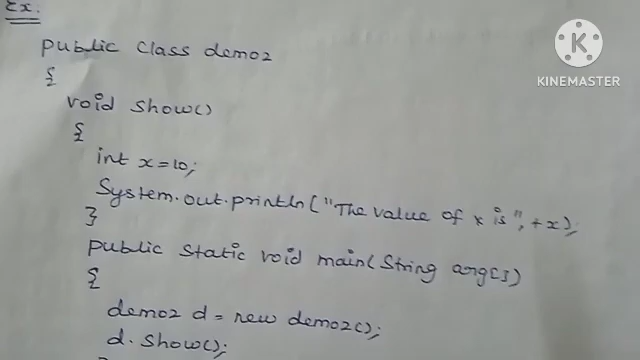 Ex.
K
KINEMASTER
public class demo2
{
void show()
{
int x=10;
System.out.println("The value of x is", +x);
}
public static void main(String arg[])
{
demo2 d = new demo2();
d.show();
}